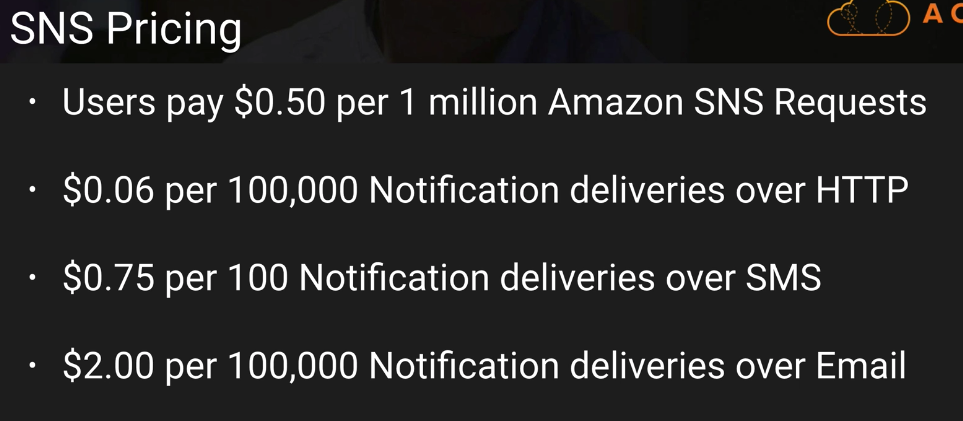 SNS Pricing
A C
· Users pay $0.50 per 1 million Amazon SNS Requests
· $0.06 per 100,000 Notification deliveries over HTTP
· $0.75 per 100 Notification deliveries over SMS
· $2.00 per 100,000 Notification deliveries over Email